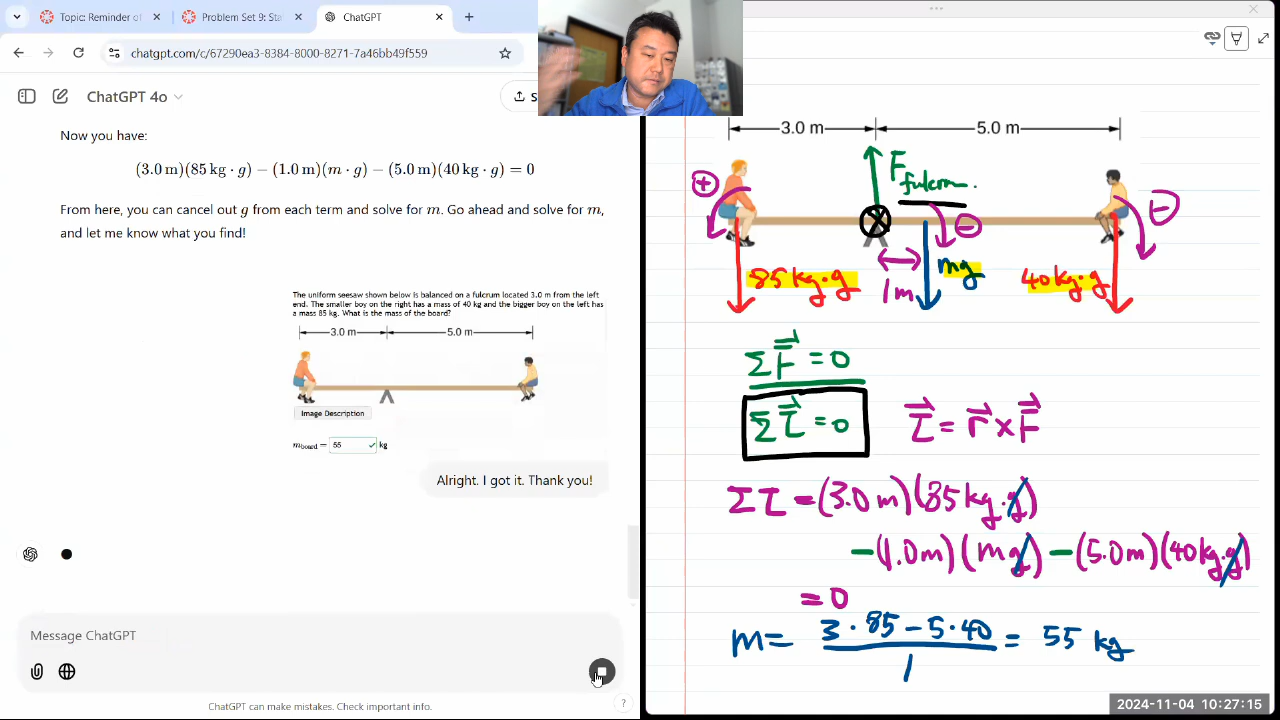 Topic: Reminder of
Problem Set 9: Sta
ChatGPT
chatgpt.com/c/67290ea3-8384-8000-8271-7a46bb49f559
ChatGPT 4o
Now you have:
(3.0 m)(85 kg · g) − (1.0 m)(m · g) − (5.0 m)(40 kg · g) = 0
From here, you can cancel out g from each term and solve for m. Go ahead and solve for m,
and let me know what you find!
The uniform seesaw shown below is balanced on a fulcrum located 3.0 m from the left
end. The smaller boy on the right has a mass of 40 kg and the bigger boy on the left has
a mass 85 kg. What is the mass of the board?
3.0 m
5.0 m
Image Description
m_board = 55 kg
Alright. I got it. Thank you!
Message ChatGPT
ChatGPT can make mistakes. Check important info.
?
3.0 m
5.0 m
F fulcrum.
+
−
−
85 kg·g
1m
mg
40 kg·g
ΣF⃗ = 0
Στ⃗ = 0
τ⃗ = r⃗ × F⃗
Στ = (3.0 m)(85 kg·g)
− (1.0 m)(mg) − (5.0 m)(40 kg·g)
= 0
m = 3·85 − 5·40 / 1 = 55 kg
2024-11-04 10:27:15